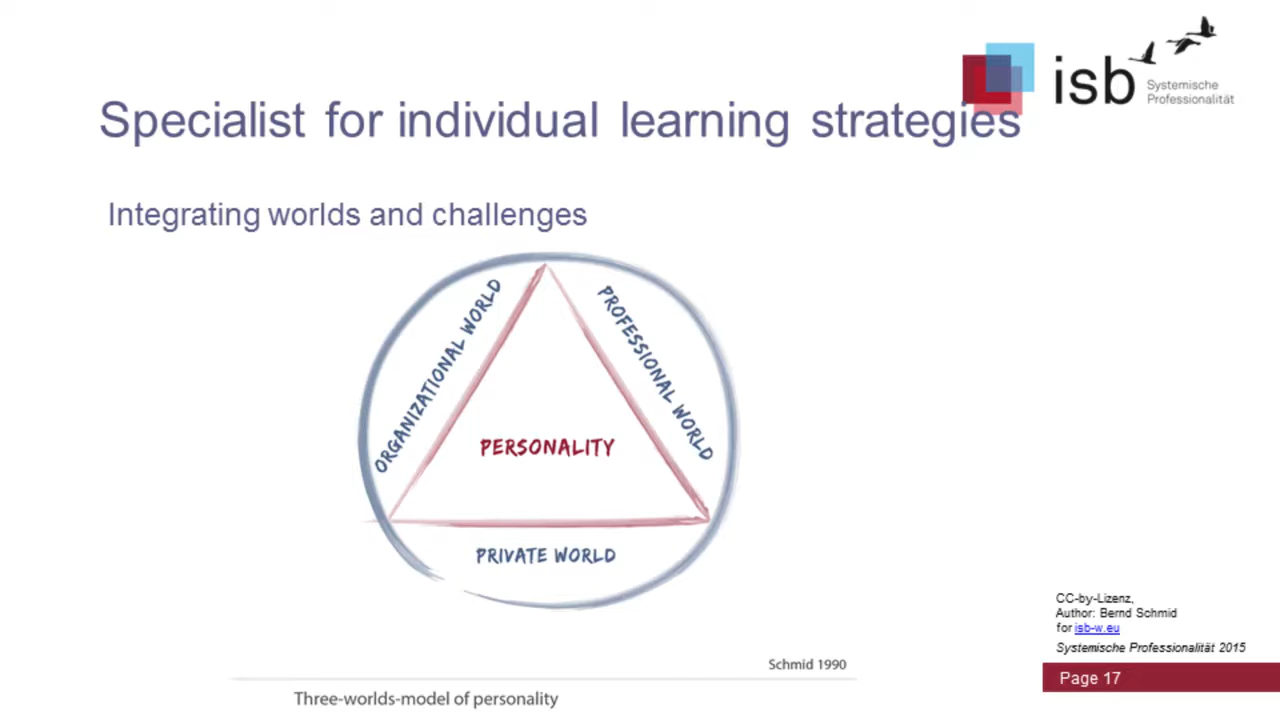 isb
Systemische
Professionalität
Specialist for individual learning strategies
Integrating worlds and challenges
ORGANIZATIONAL WORLD
PROFESSIONAL WORLD
PERSONALITY
PRIVATE WORLD
CC-by-Lizenz,
Author: Bernd Schmid
for isb-w.eu
Systemische Professionalität 2015
Schmid 1990
Page 17
Three-worlds-model of personality